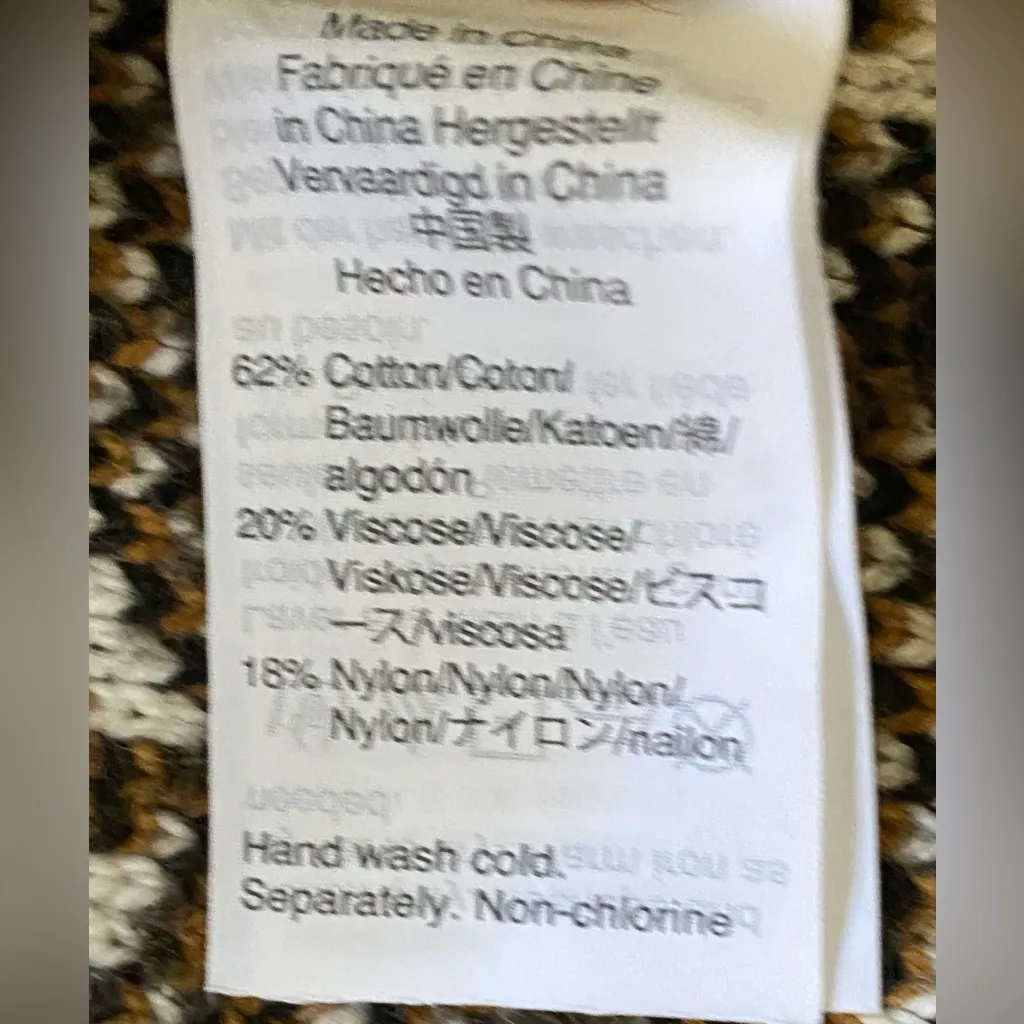 Made in China
Fabriqué en Chine
in China Hergestellt
Vervaardigd in China
中国製
Hecho en China
62% Cotton/Coton/
Baumwolle/Katoen/綿/
algodón
20% Viscose/Viscose/
Viskose/Viscose/ビスコ
ース/viscosa
18% Nylon/Nylon/Nylon/
Nylon/ナイロン/nailon
Hand wash cold.
Separately. Non-chlorine